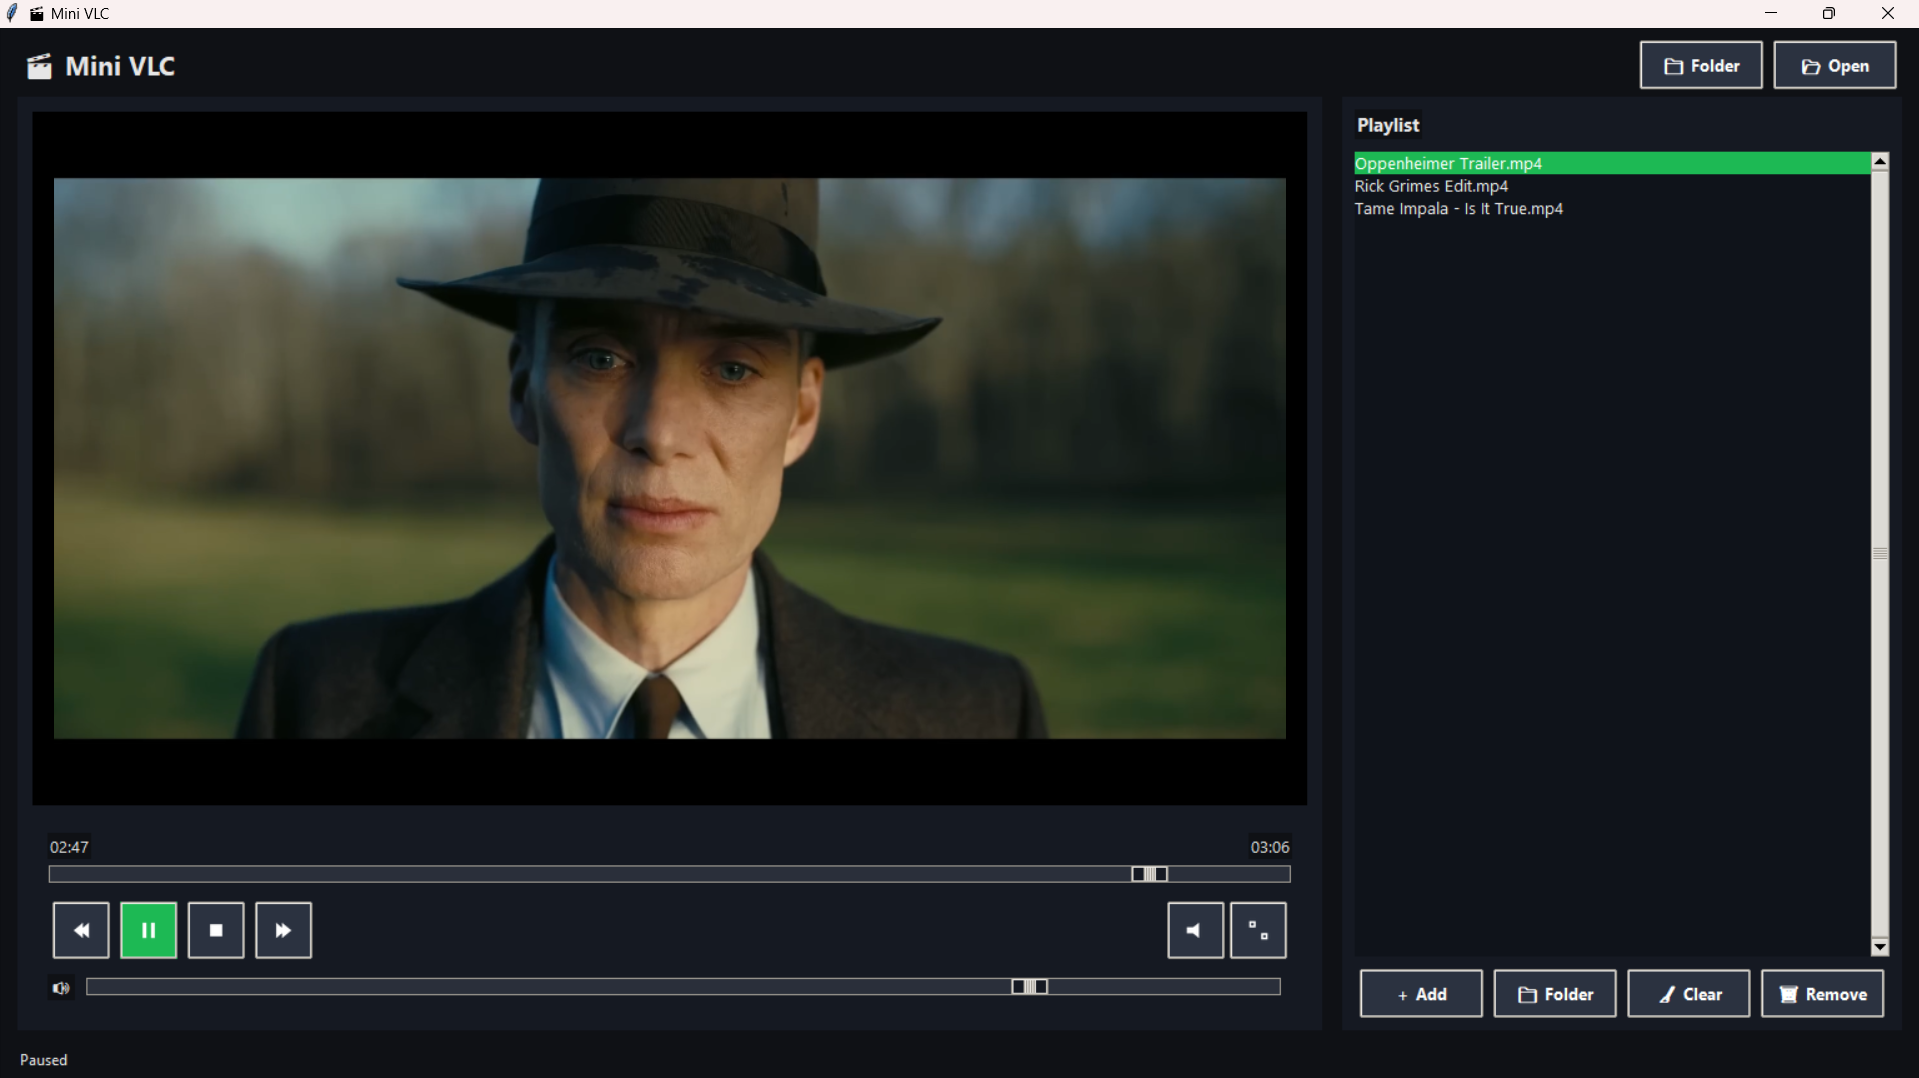 Mini VLC
Mini VLC
Folder
Open
Playlist
Oppenheimer Trailer.mp4
Rick Grimes Edit.mp4
Tame Impala - Is It True.mp4
02:47
03:06
+ Add
Folder
Clear
Remove
Paused